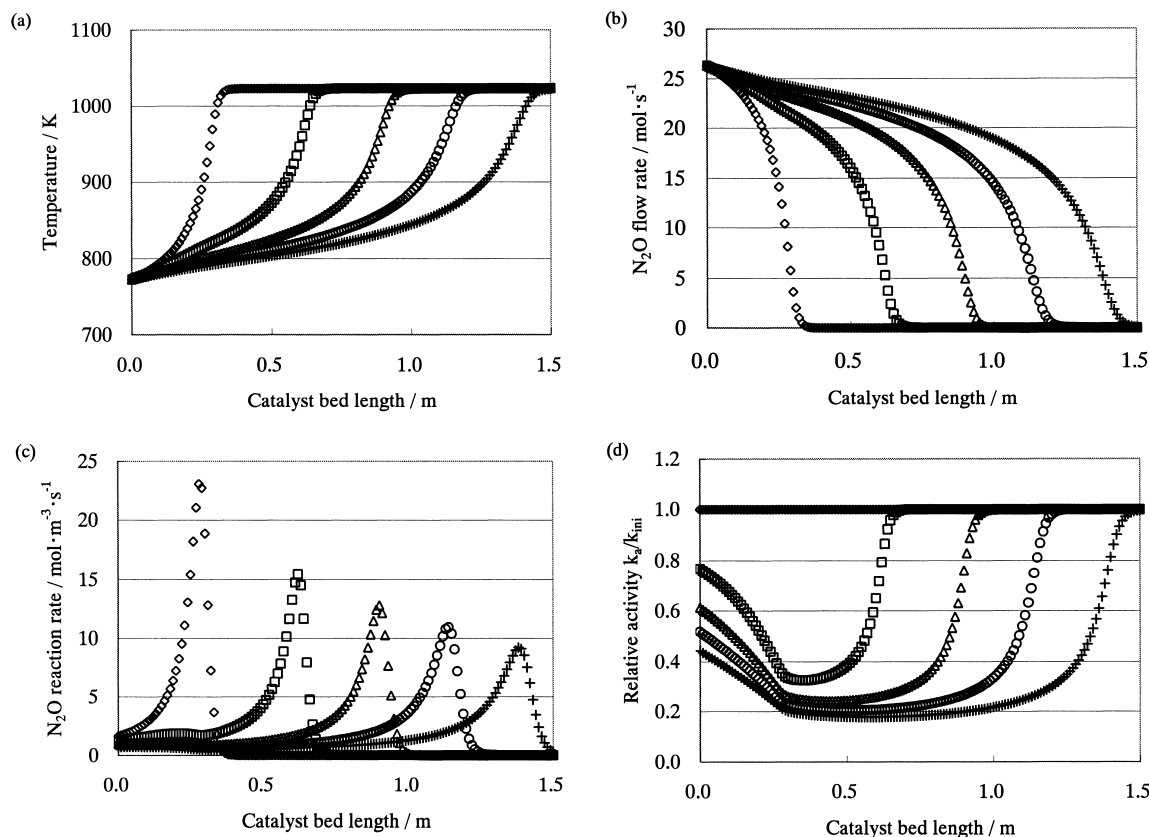 (a)
1100
1000
900
800
700
Temperature / K
0.0 0.5 1.0 1.5
Catalyst bed length / m
(b)
30
25
20
15
10
5
0
N₂O flow rate / mol·s⁻¹
0.0 0.5 1.0 1.5
Catalyst bed length / m
(c)
25
20
15
10
5
0
N₂O reaction rate / mol·m⁻³·s⁻¹
0.0 0.5 1.0 1.5
Catalyst bed length / m
(d)
1.2
1.0
0.8
0.6
0.4
0.2
0.0
Relative activity kₐ/kᵢₙᵢ
0.0 0.5 1.0 1.5
Catalyst bed length / m